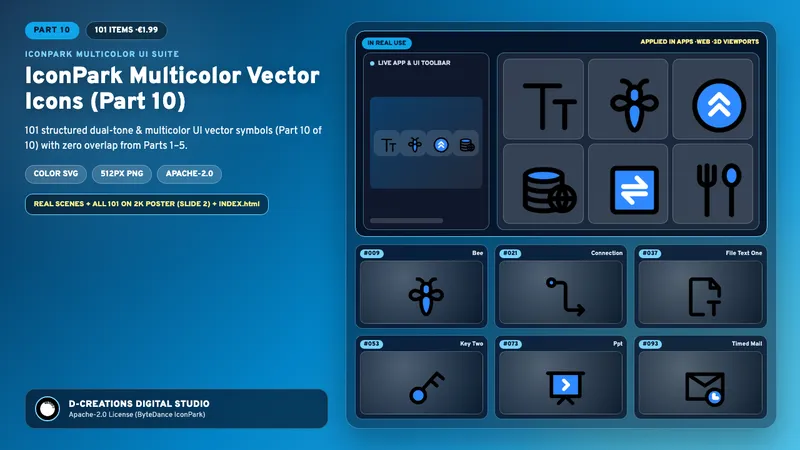 PART 10
101 ITEMS ·€1.99
ICONPARK MULTICOLOR UI SUITE
IconPark Multicolor Vector
Icons (Part 10)
101 structured dual-tone & multicolor UI vector symbols (Part 10 of
10) with zero overlap from Parts 1–5.
COLOR SVG
512PX PNG
APACHE-2.0
REAL SCENES + ALL 101 ON 2K POSTER (SLIDE 2) + INDEX.html
D-CREATIONS DIGITAL STUDIO
Apache-2.0 License (ByteDance IconPark)
IN REAL USE
APPLIED IN APPS ·WEB ·3D VIEWPORTS
LIVE APP & UI TOOLBAR
#009
Bee
#021
Connection
#037
File Text One
#053
Key Two
#073
Ppt
#093
Timed Mail